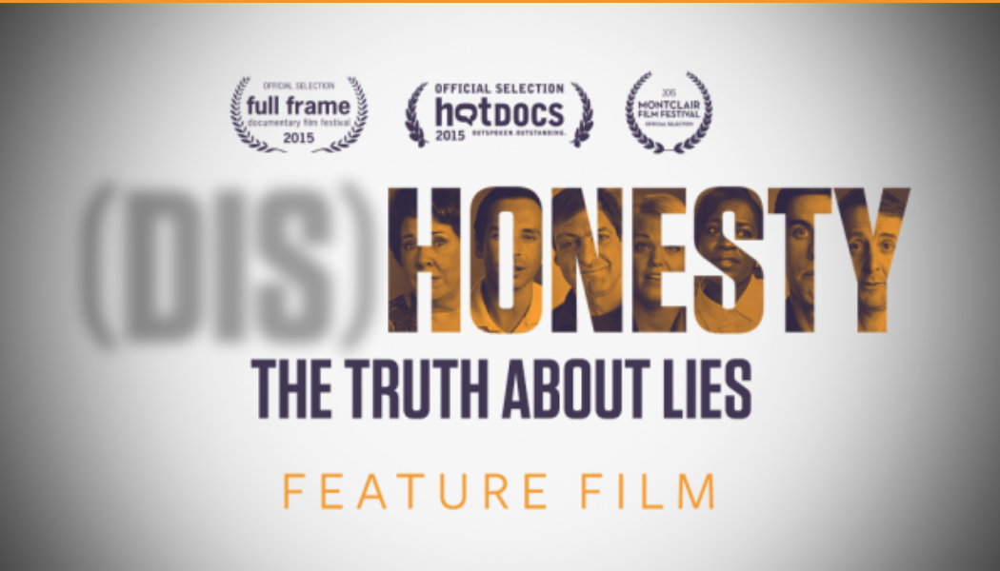 OFFICIAL SELECTION
full frame
documentary film festival
2015
OFFICIAL SELECTION
hotDOCS
2015 OUTSPOKEN.OUTSTANDING.
2015
MONTCLAIR
FILM FESTIVAL
OFFICIAL SELECTION
(DIS)HONESTY
THE TRUTH ABOUT LIES
FEATURE FILM